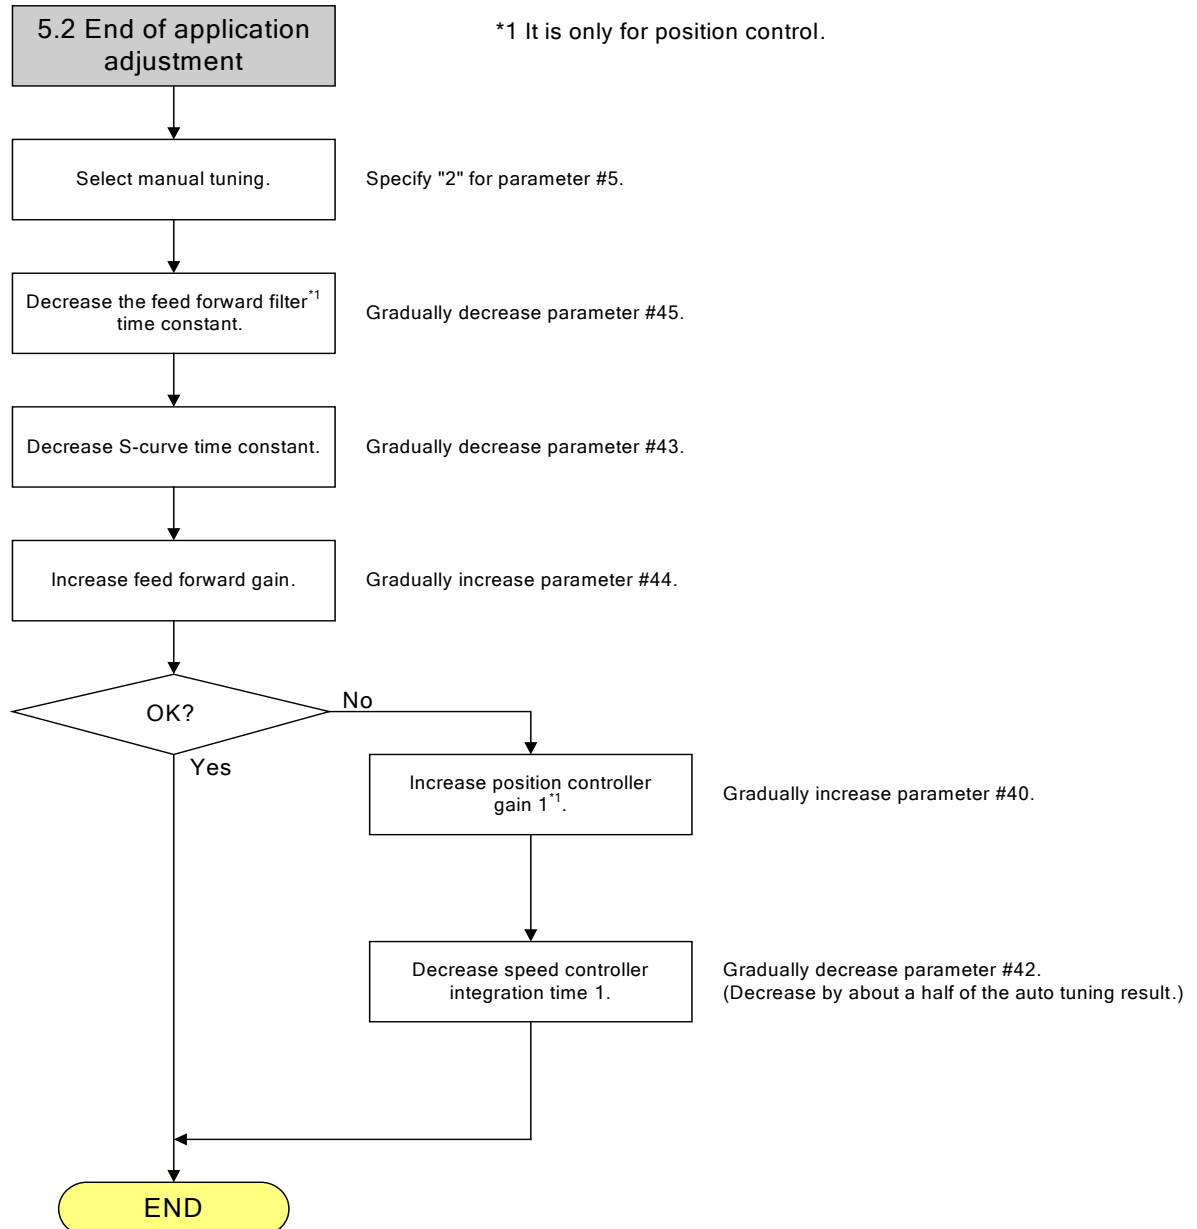 5.2 End of application
adjustment
*1 It is only for position control.
Select manual tuning.
Specify "2" for parameter #5.
Decrease the feed forward filter*1
time constant.
Gradually decrease parameter #45.
Decrease S-curve time constant.
Gradually decrease parameter #43.
Increase feed forward gain.
Gradually increase parameter #44.
OK?
No
Yes
Increase position controller
gain 1*1.
Gradually increase parameter #40.
Decrease speed controller
integration time 1.
Gradually decrease parameter #42.
(Decrease by about a half of the auto tuning result.)
END